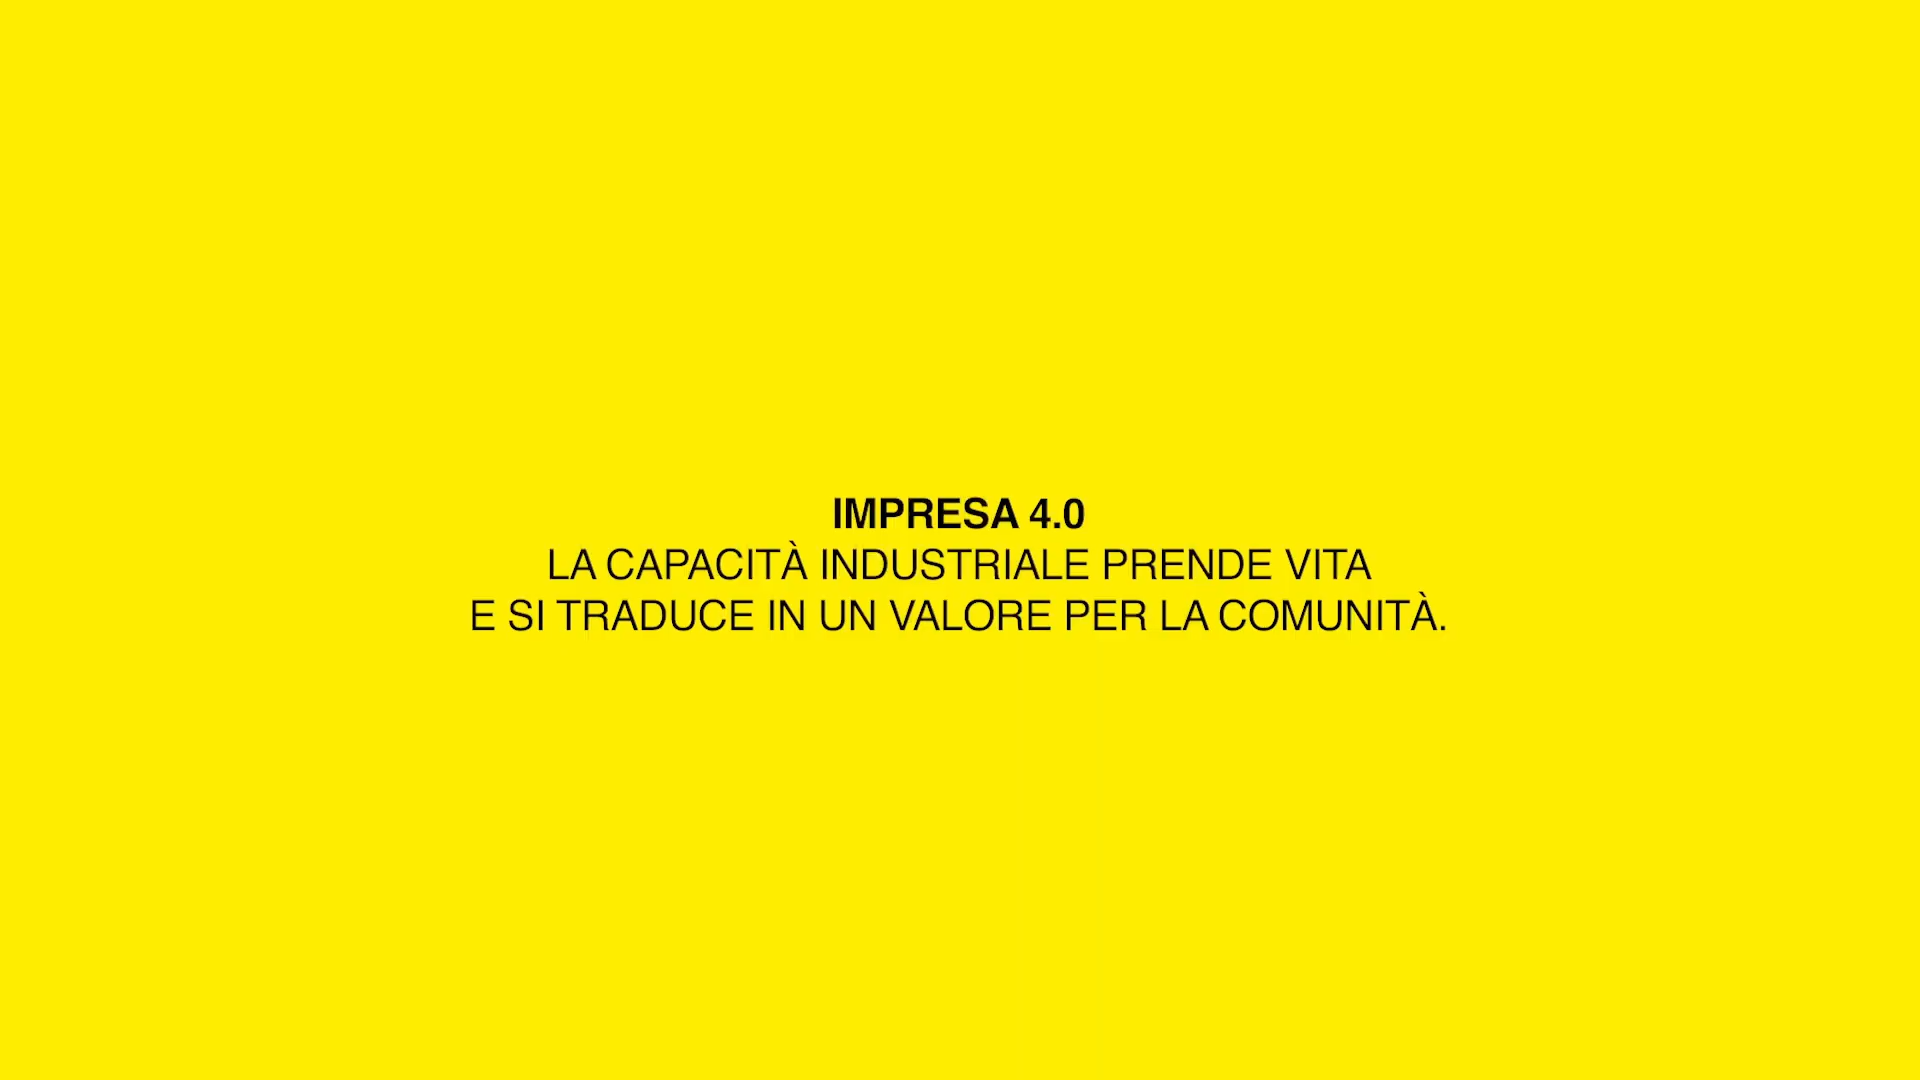 IMPRESA 4.0
LA CAPACITÀ INDUSTRIALE PRENDE VITA
E SI TRADUCE IN UN VALORE PER LA COMUNITÀ.